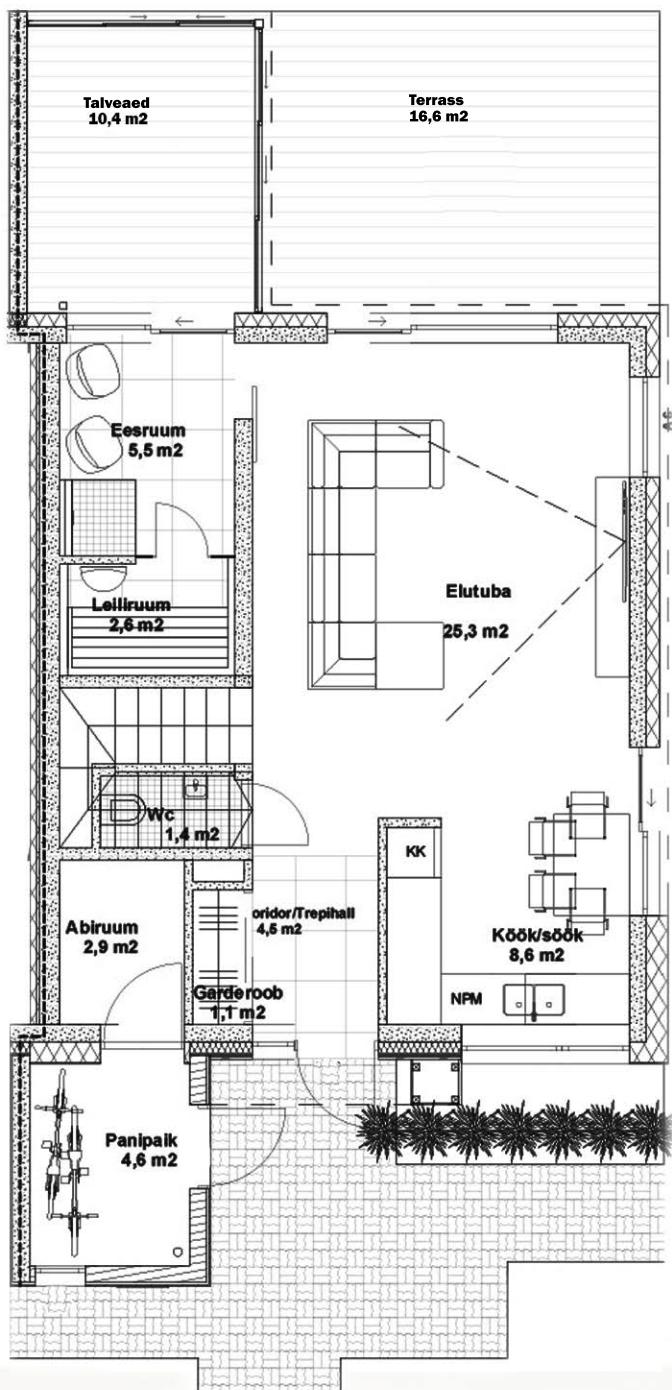 Talveaed
10,4 m2
Terrass
16,6 m2
Eesruum
5,5 m2
Leiliruum
2,6 m2
Elutuba
25,3 m2
Wc
1,4 m2
KK
Abiruum
2,9 m2
oridor/Trepihall
4,5 m2
Köök/söök
8,6 m2
Garderoob
1,1 m2
NPM
Panipaik
4,6 m2